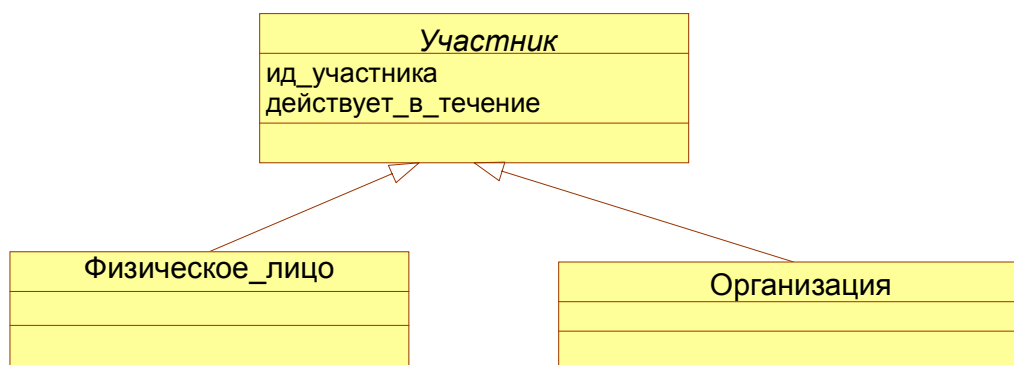 Участник
ид_участника
действует_в_течение
Физическое_лицо
Организация